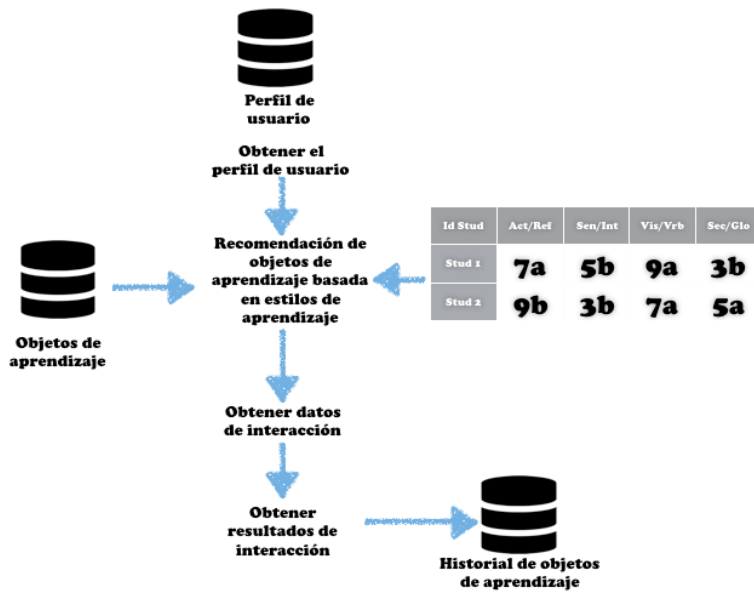 Perfil de
usuario
Obtener el
perfil de usuario
Id Stud Act/Ref Sen/Int Vis/Vrb Sec/Glo
Stud 1 7a 5b 9a 3b
Stud 2 9b 3b 7a 5a
Recomendación de
objetos de
aprendizaje basada
en estilos de
aprendizaje
Objetos de
aprendizaje
Obtener datos
de interacción
Obtener
resultados de
interacción
Historial de objetos
de aprendizaje